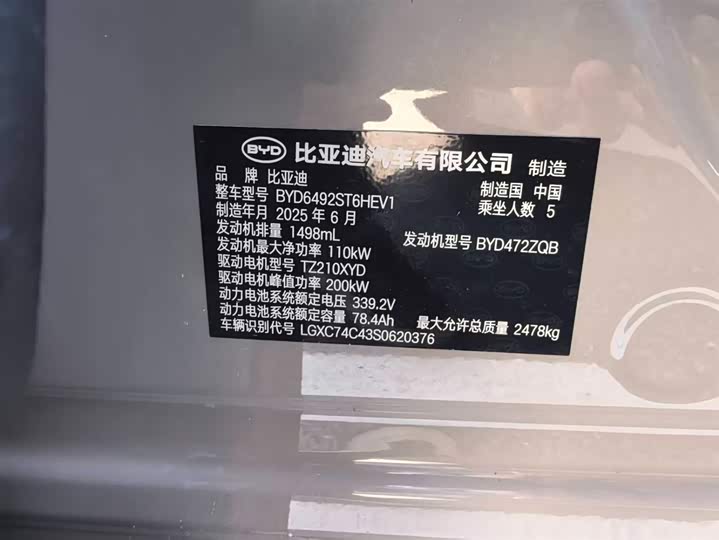 BYD 比亚迪汽车有限公司 制造
品 牌 比亚迪 制造国 中国
整车型号 BYD6492ST6HEV1 乘坐人数 5
制造年月 2025 年 6 月
发动机排量 1498mL 发动机型号 BYD472ZQB
发动机最大净功率 110kW
驱动电机型号 TZ210XYD
驱动电机峰值功率 200kW
动力电池系统额定电压 339.2V
动力电池系统额定容量 78.4Ah 最大允许总质量 2478kg
车辆识别代号 LGXC74C43S0620376